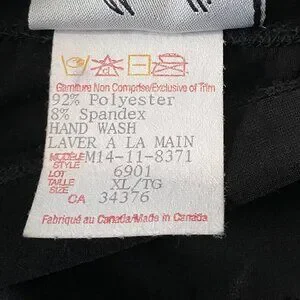 Garniture Non Comprise/Exclusive of Trim
92% Polyester
8% Spandex
HAND WASH
LAVER A LA MAIN
MODELE STYLE M14-11-8371
LOT 6901
TAILLE SIZE XL/TG
CA 34376
Fabriqué au Canada/Made in Canada